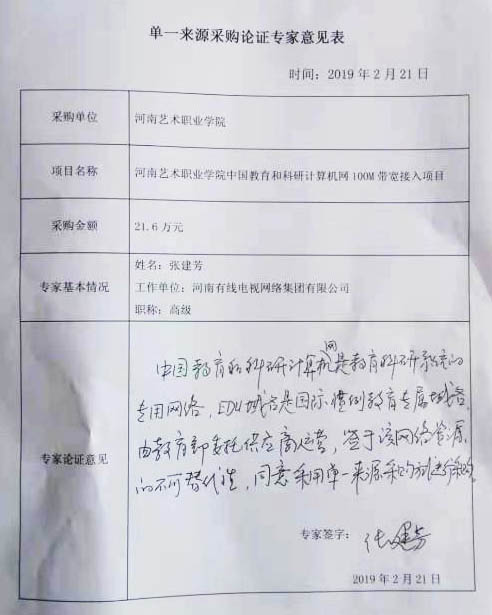 单一来源采购论证专家意见表
时间：2019 年 2 月 21 日
采购单位
河南艺术职业学院
项目名称
河南艺术职业学院中国教育和科研计算机网 100M 带宽接入项目
采购金额
21.6 万元
专家基本情况
姓名：张建芳
工作单位：河南有线电视网络集团有限公司
职称：高级
专家论证意见
中国教育和科研计算机网是教育科研系统的
专用网络，EDU域名是国际惯例教育专属域名，
由教育部委托供应商运营，鉴于该网络资源
的不可替代性，同意采用单一来源采购
专家签字：
张建芳
2019 年 2 月 21 日